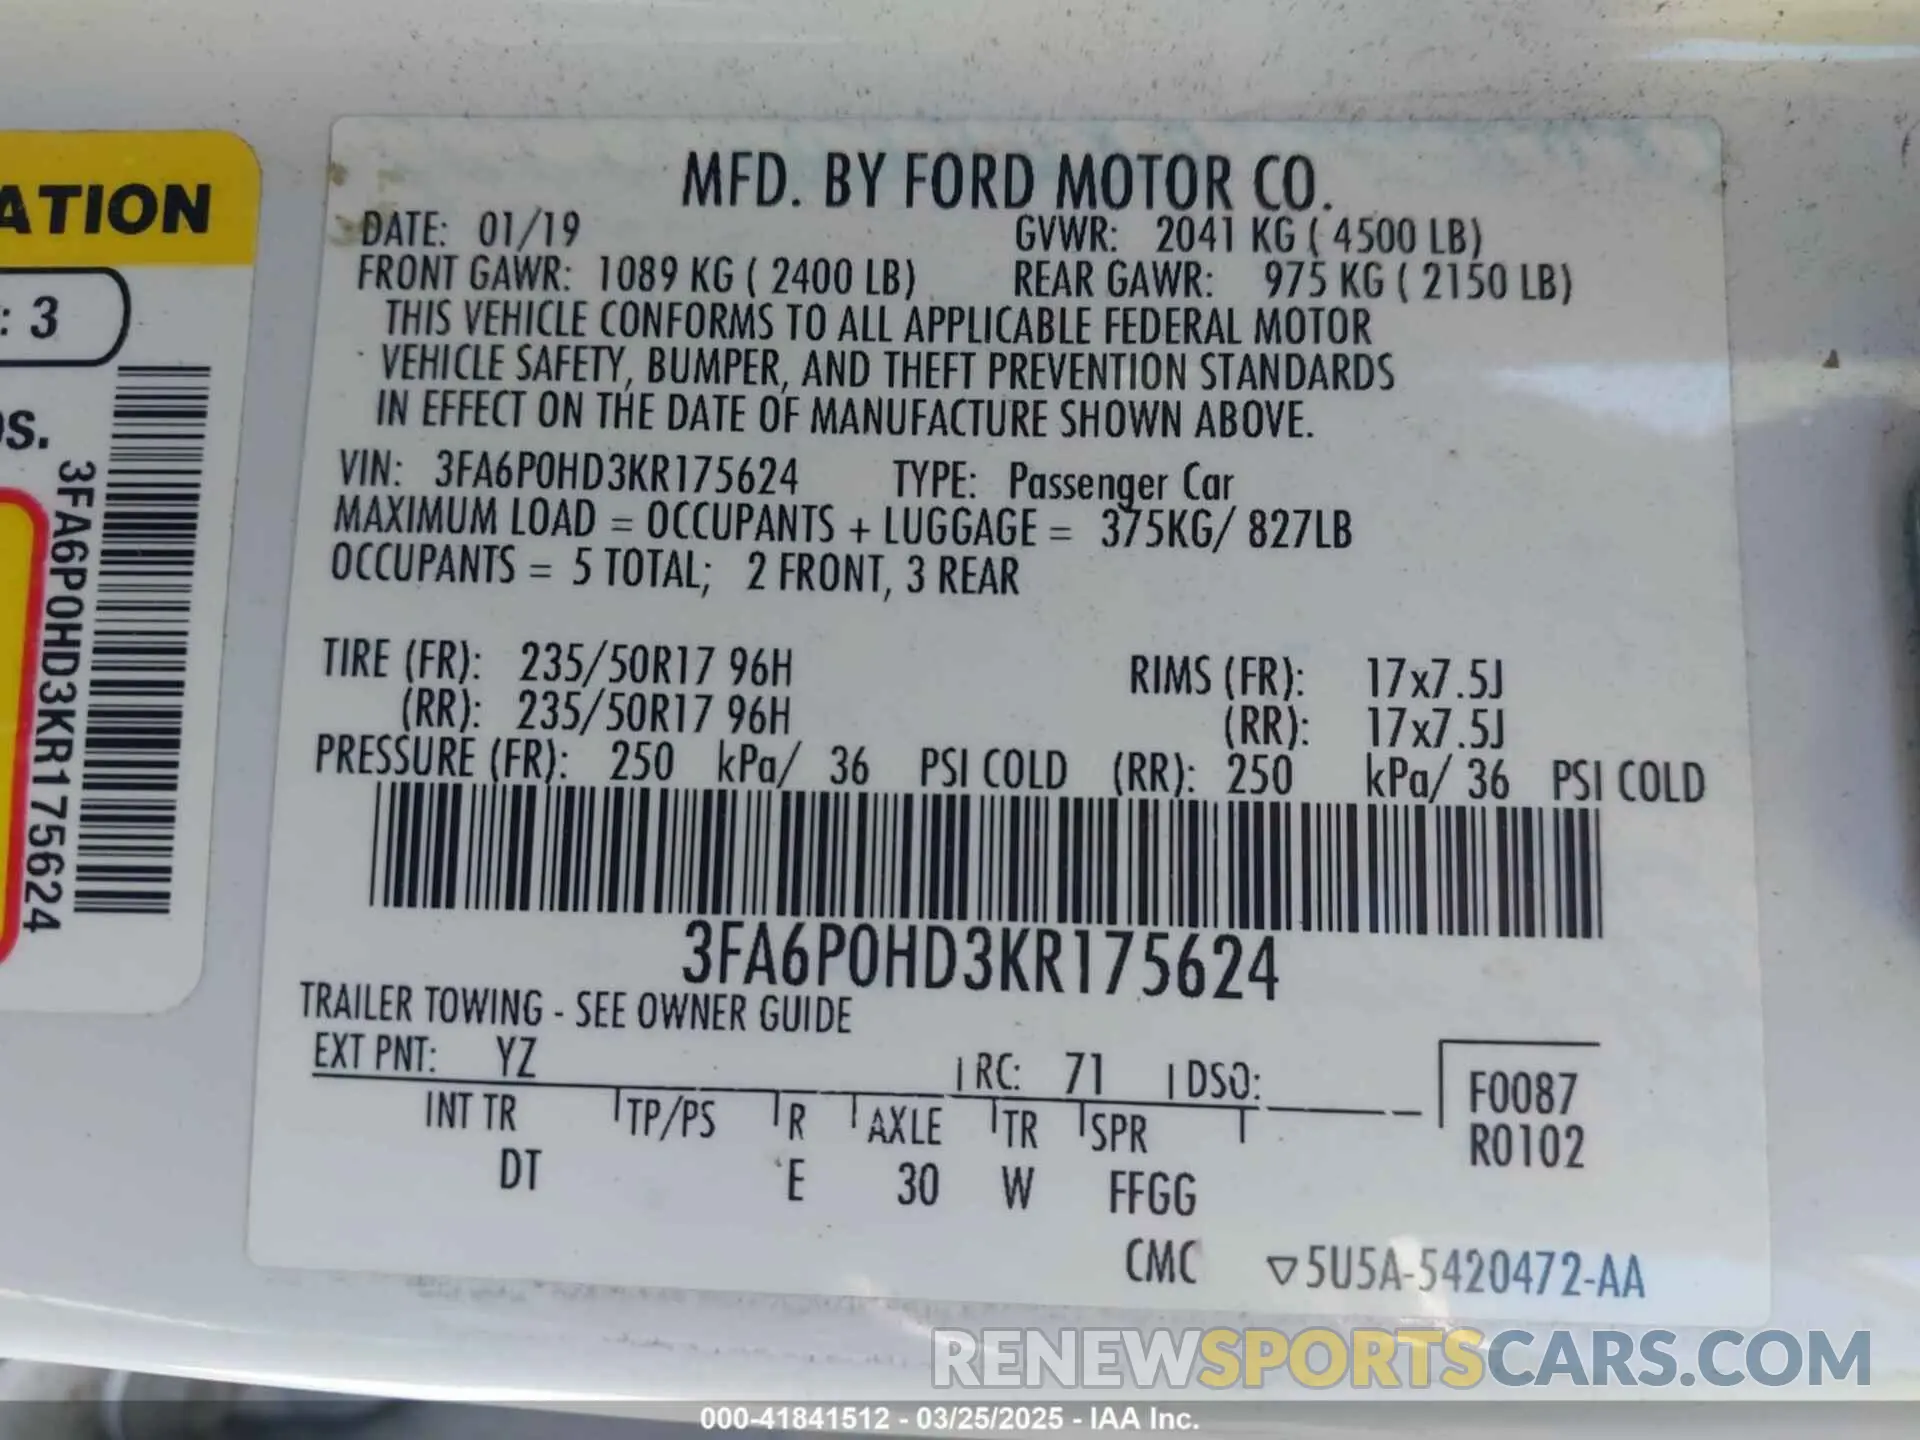 ATION
: 3
s.
3FA6P0HD3KR175624
MFD. BY FORD MOTOR CO.
DATE: 01/19 GVWR: 2041 KG ( 4500 LB)
FRONT GAWR: 1089 KG ( 2400 LB) REAR GAWR: 975 KG ( 2150 LB)
THIS VEHICLE CONFORMS TO ALL APPLICABLE FEDERAL MOTOR
VEHICLE SAFETY, BUMPER, AND THEFT PREVENTION STANDARDS
IN EFFECT ON THE DATE OF MANUFACTURE SHOWN ABOVE.
VIN: 3FA6P0HD3KR175624 TYPE: Passenger Car
MAXIMUM LOAD = OCCUPANTS + LUGGAGE = 375KG/ 827LB
OCCUPANTS = 5 TOTAL; 2 FRONT, 3 REAR
TIRE (FR): 235/50R17 96H RIMS (FR): 17x7.5J
(RR): 235/50R17 96H (RR): 17x7.5J
PRESSURE (FR): 250 kPa/ 36 PSI COLD (RR): 250 kPa/ 36 PSI COLD
3FA6P0HD3KR175624
TRAILER TOWING - SEE OWNER GUIDE
EXT PNT: YZ RC: 71 DSO:
F0087
R0102
INT TR TP/PS R AXLE TR SPR
DT E 30 W FFGG
CMC ▽5U5A-5420472-AA
RENEWSPORTSCARS.COM
000-41841512 - 03/25/2025 - IAA Inc.